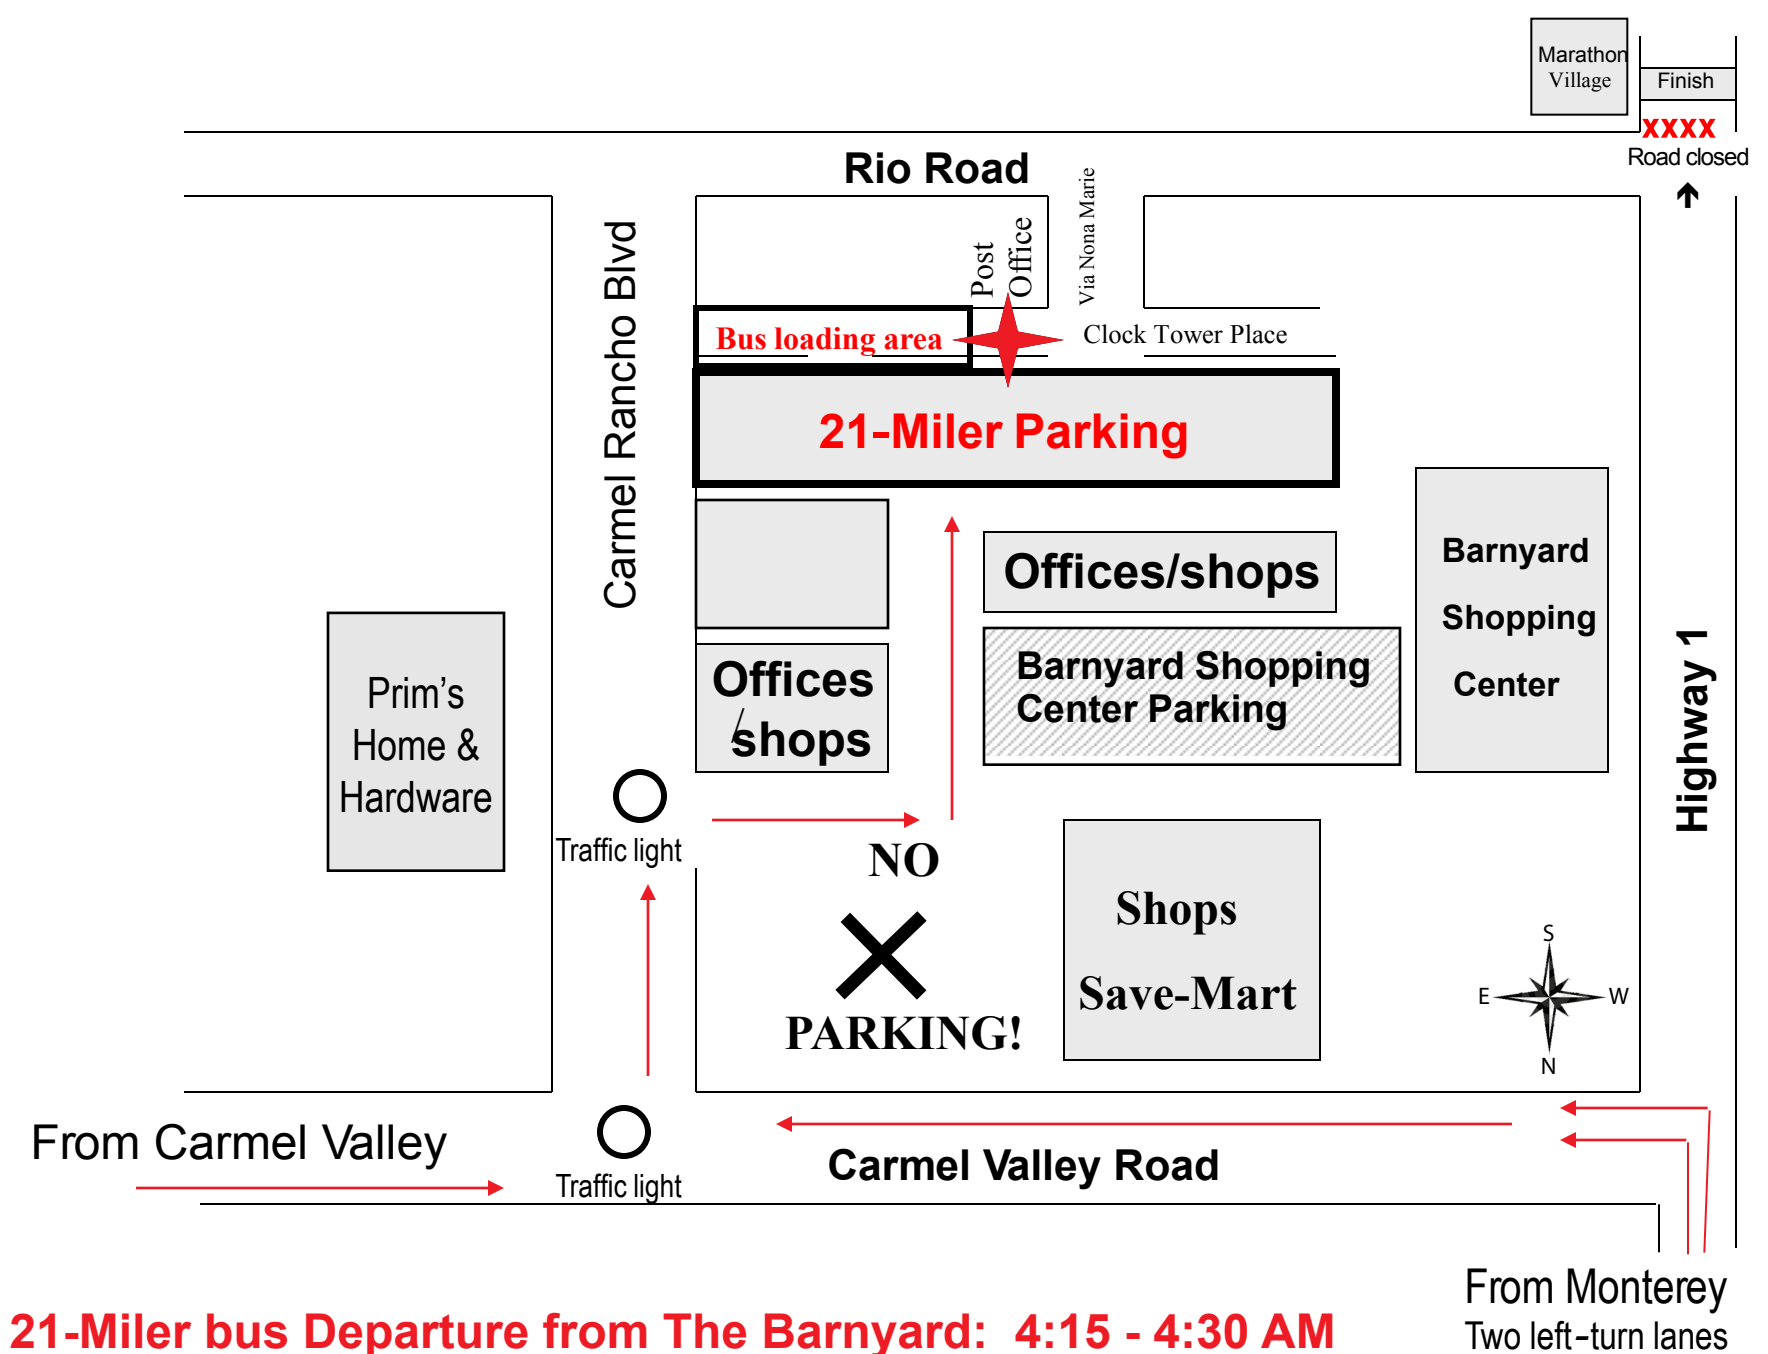 Marathon
Village
Finish
xxxx
Road closed
Rio Road
Carmel Rancho Blvd
Post
Office
Via Nona Marie
Bus loading area
Clock Tower Place
21-Miler Parking
Offices/shops
Barnyard
Shopping
Center
Barnyard Shopping
Center Parking
Offices
/shops
Prim's
Home &
Hardware
Highway 1
Traffic light
NO
PARKING!
Shops
Save-Mart
S
E
W
N
From Carmel Valley
Traffic light
Carmel Valley Road
From Monterey
Two left-turn lanes
21-Miler bus Departure from The Barnyard: 4:15 - 4:30 AM